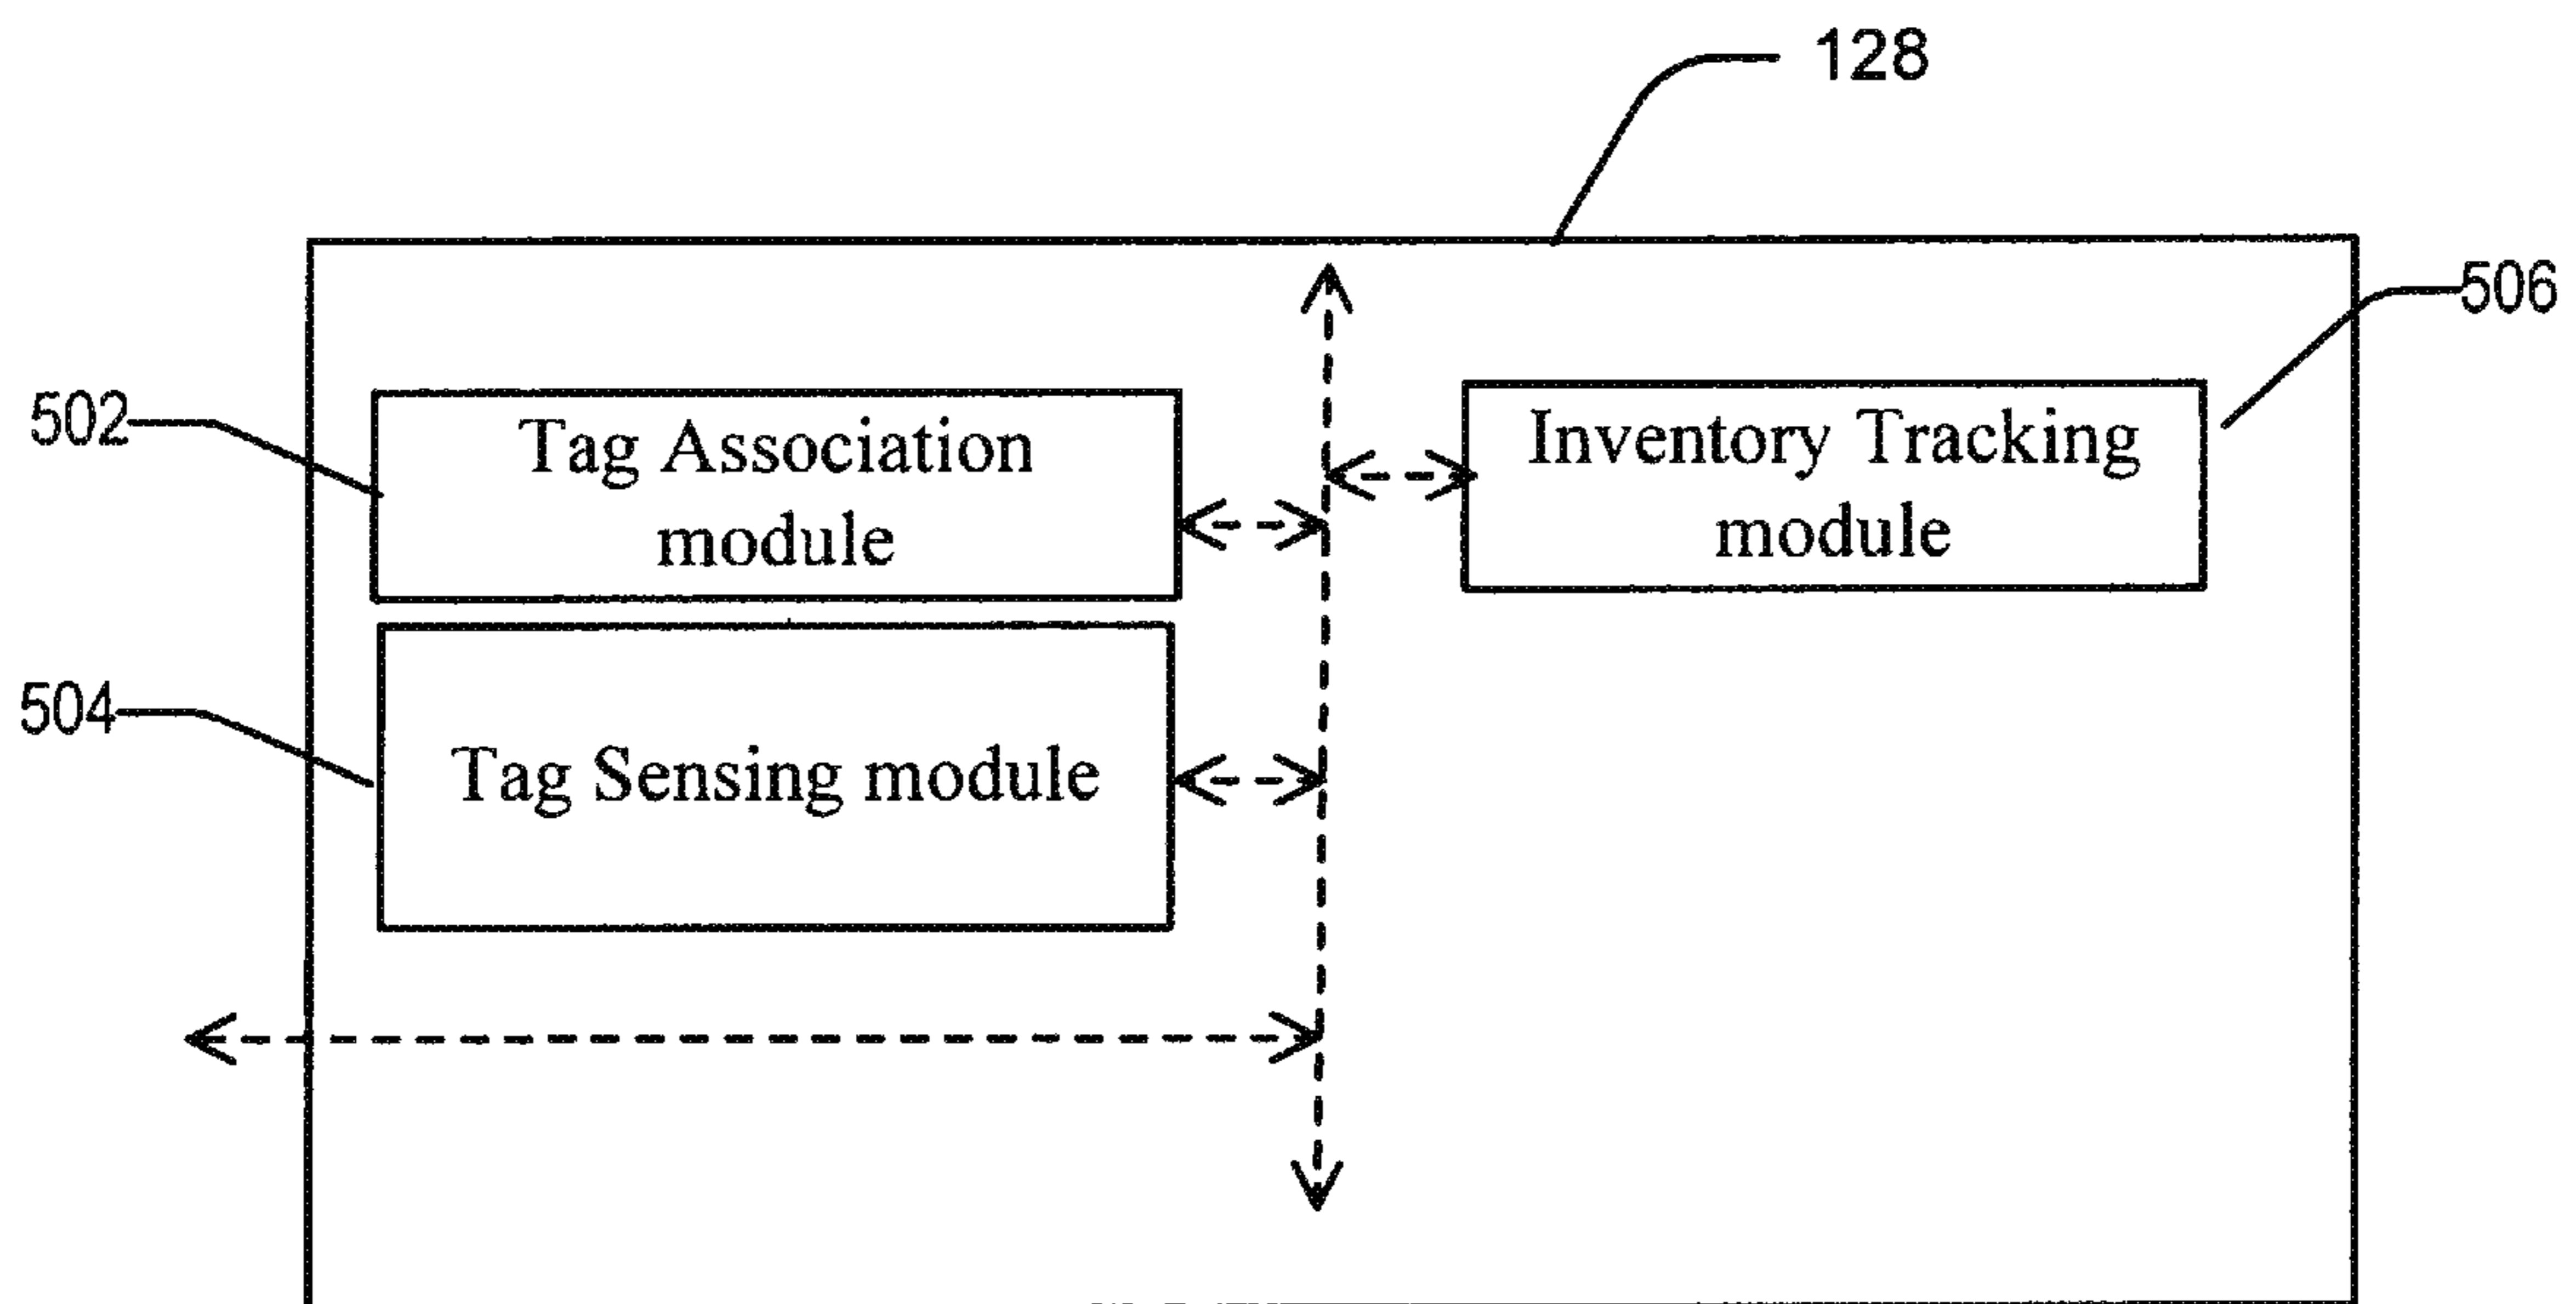 128
506
502
Tag Association
module
Inventory Tracking
module
504
Tag Sensing module